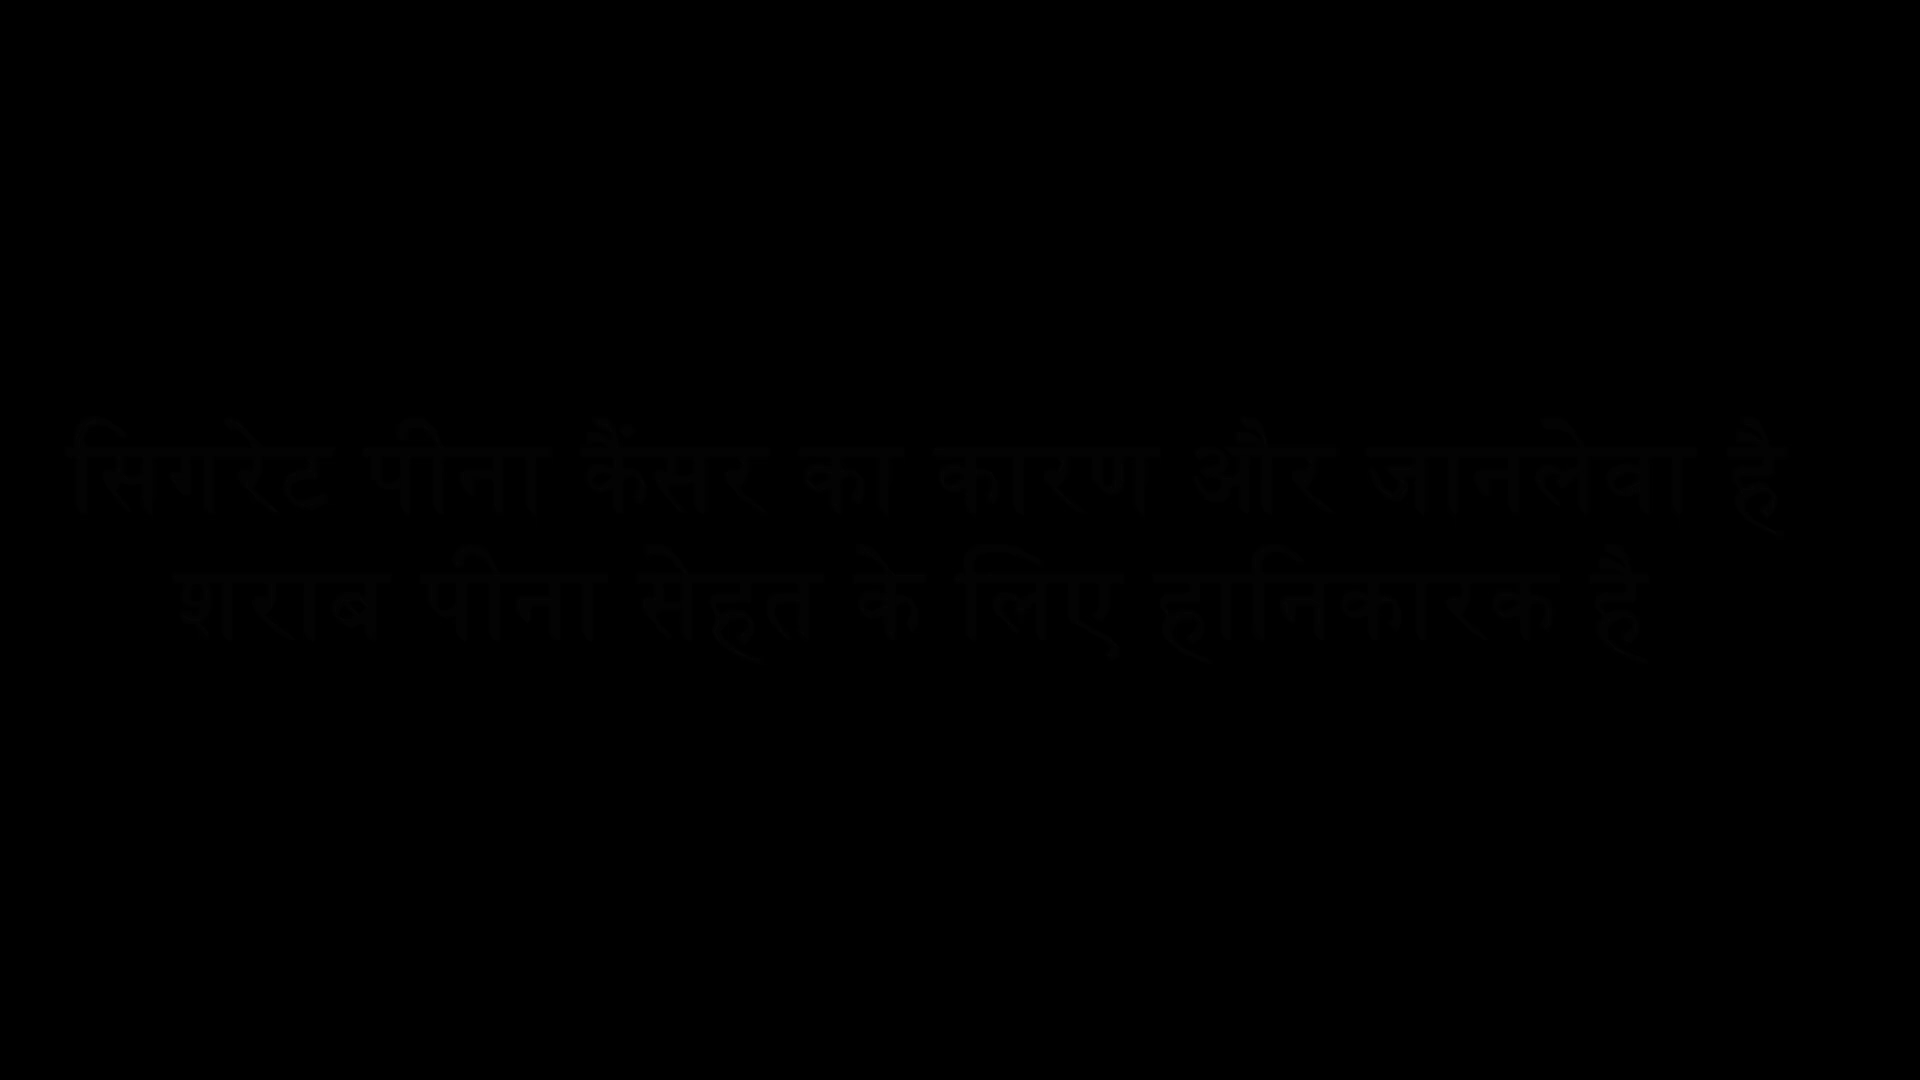 सिगरेट पीना कैंसर का कारण और जानलेवा है
शराब पीना सेहत के लिए हानिकारक है